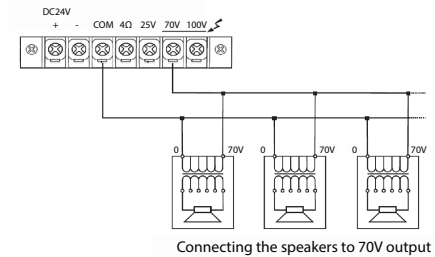 DC24V
+ - COM 4Ω 25V 70V 100V
0 70V 0 70V 0 70V
Connecting the speakers to 70V output